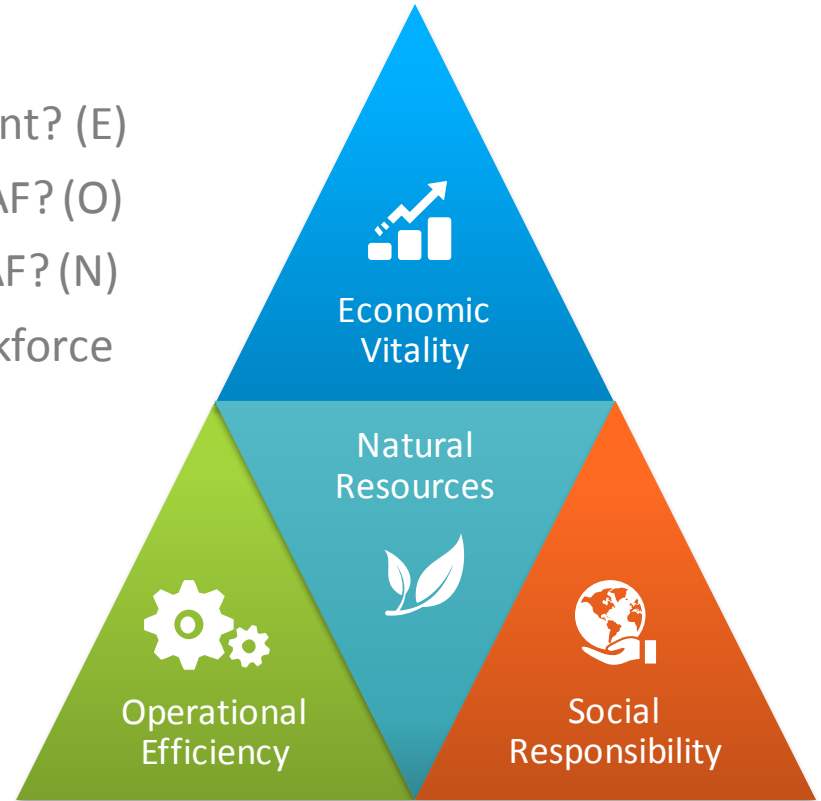 nt? (E)
AF? (O)
AF? (N)
kforce
Economic
Vitality
Natural
Resources
Operational
Efficiency
Social
Responsibility